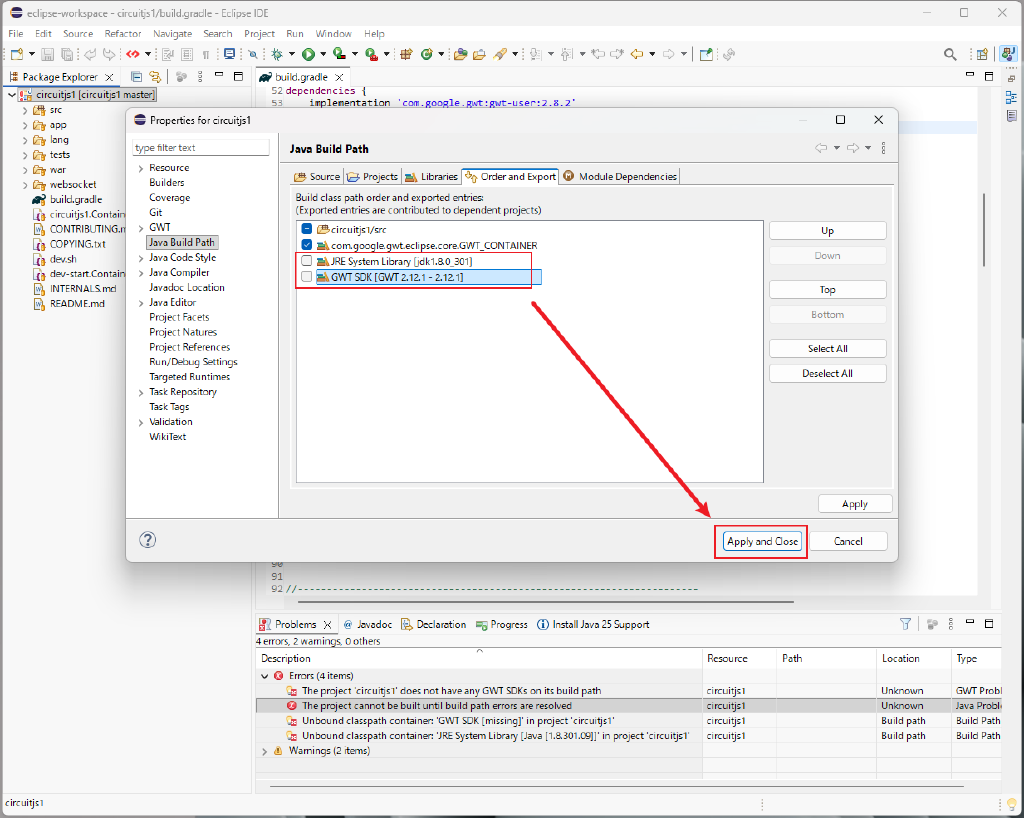 eclipse-workspace - circuitjs1/build.gradle - Eclipse IDE
File Edit Source Refactor Navigate Search Project Run Window Help
Package Explorer
build.gradle
circuitjs1 [circuitjs1 master]
src
app
lang
tests
war
websocket
build.gradle
circuitjs1.Contain
CONTRIBUTING.m
COPYING.txt
dev.sh
dev-start.Contain
INTERNALS.md
README.md
52 dependencies {
53 implementation 'com.google.gwt:gwt-user:2.8.2'
Properties for circuitjs1
type filter text
Resource
Builders
Coverage
Git
GWT
Java Build Path
Java Code Style
Java Compiler
Javadoc Location
Java Editor
Project Facets
Project Natures
Project References
Run/Debug Settings
Targeted Runtimes
Task Repository
Task Tags
Validation
WikiText
Java Build Path
Source Projects Libraries Order and Export Module Dependencies
Build class path order and exported entries:
(Exported entries are contributed to dependent projects)
circuitjs1/src
com.google.gwt.eclipse.core.GWT_CONTAINER
JRE System Library [jdk1.8.0_301]
GWT SDK [GWT 2.12.1 - 2.12.1]
Up
Down
Top
Bottom
Select All
Deselect All
Apply
Apply and Close
Cancel
90
91
92 //-----------------------------------------------------------------------
Problems Javadoc Declaration Progress Install Java 25 Support
4 errors, 2 warnings, 0 others
Description Resource Path Location Type
Errors (4 items)
The project 'circuitjs1' does not have any GWT SDKs on its build path circuitjs1 Unknown GWT Probl
The project cannot be built until build path errors are resolved circuitjs1 Unknown Java Proble
Unbound classpath container: 'GWT SDK [missing]' in project 'circuitjs1' circuitjs1 Build path Build Path
Unbound classpath container: 'JRE System Library [Java [1.8.301.09]]' in project 'circuitjs1' circuitjs1 Build path Build Path
Warnings (2 items)
circuitjs1